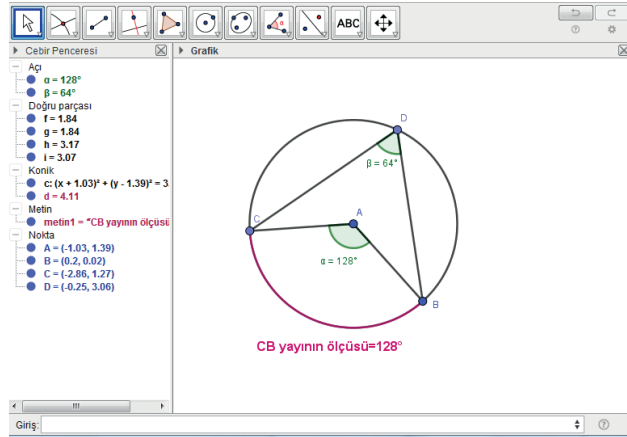 ABC
Cebir Penceresi
Grafik
Açı
α = 128°
β = 64°
Doğru parçası
f = 1.84
g = 1.84
h = 3.17
i = 3.07
Konik
c: (x + 1.03)² + (y - 1.39)² = 3.
d = 4.11
Metin
metin1 = "CB yayının ölçüsü
Nokta
A = (-1.03, 1.39)
B = (0.2, 0.02)
C = (-2.86, 1.27)
D = (-0.25, 3.06)
D
β = 64°
C
A
α = 128°
B
CB yayının ölçüsü=128°
Giriş: